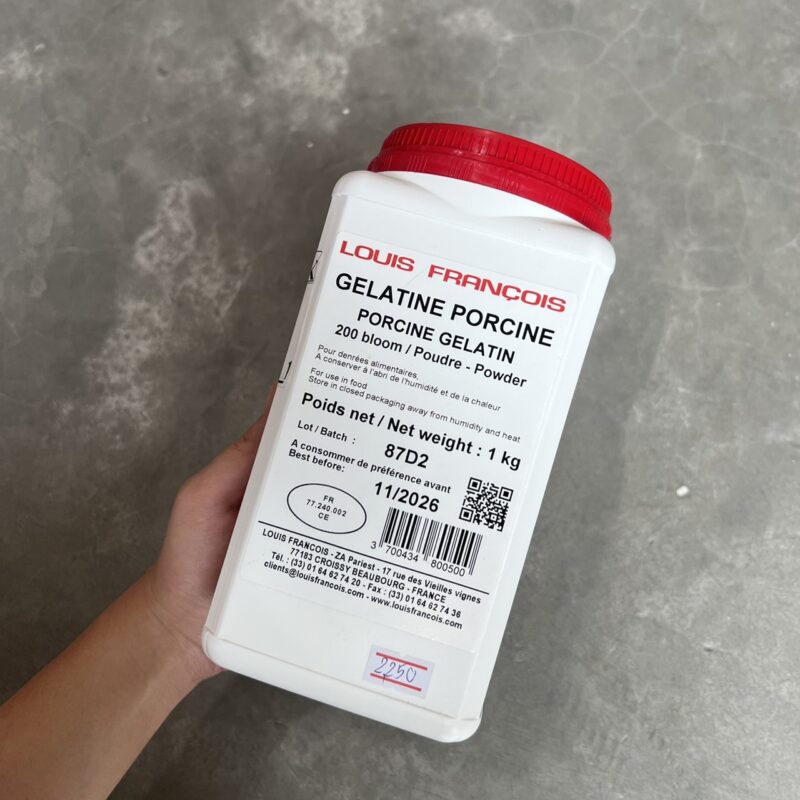 LOUIS FRANÇOIS
GELATINE PORCINE
PORCINE GELATIN
200 bloom / Poudre - Powder
Pour denrées alimentaires,
A conserver à l'abri de l'humidité et de la chaleur
For use in food
Store in closed packaging away from humidity and heat
Poids net / Net weight : 1 kg
Lot / Batch :
87D2
A consommer de préférence avant
Best before:
11/2026
FR
77.240.002
CE
3 700434 800500
LOUIS FRANCOIS - ZA Pariest - 17 rue des Vieilles vignes
77183 CROISSY BEAUBOURG - FRANCE
Tél. : (33) 01 64 62 74 20 - Fax : (33) 01 64 62 74 36
clients@louisfrancois.com - www.louisfrancois.com
2250